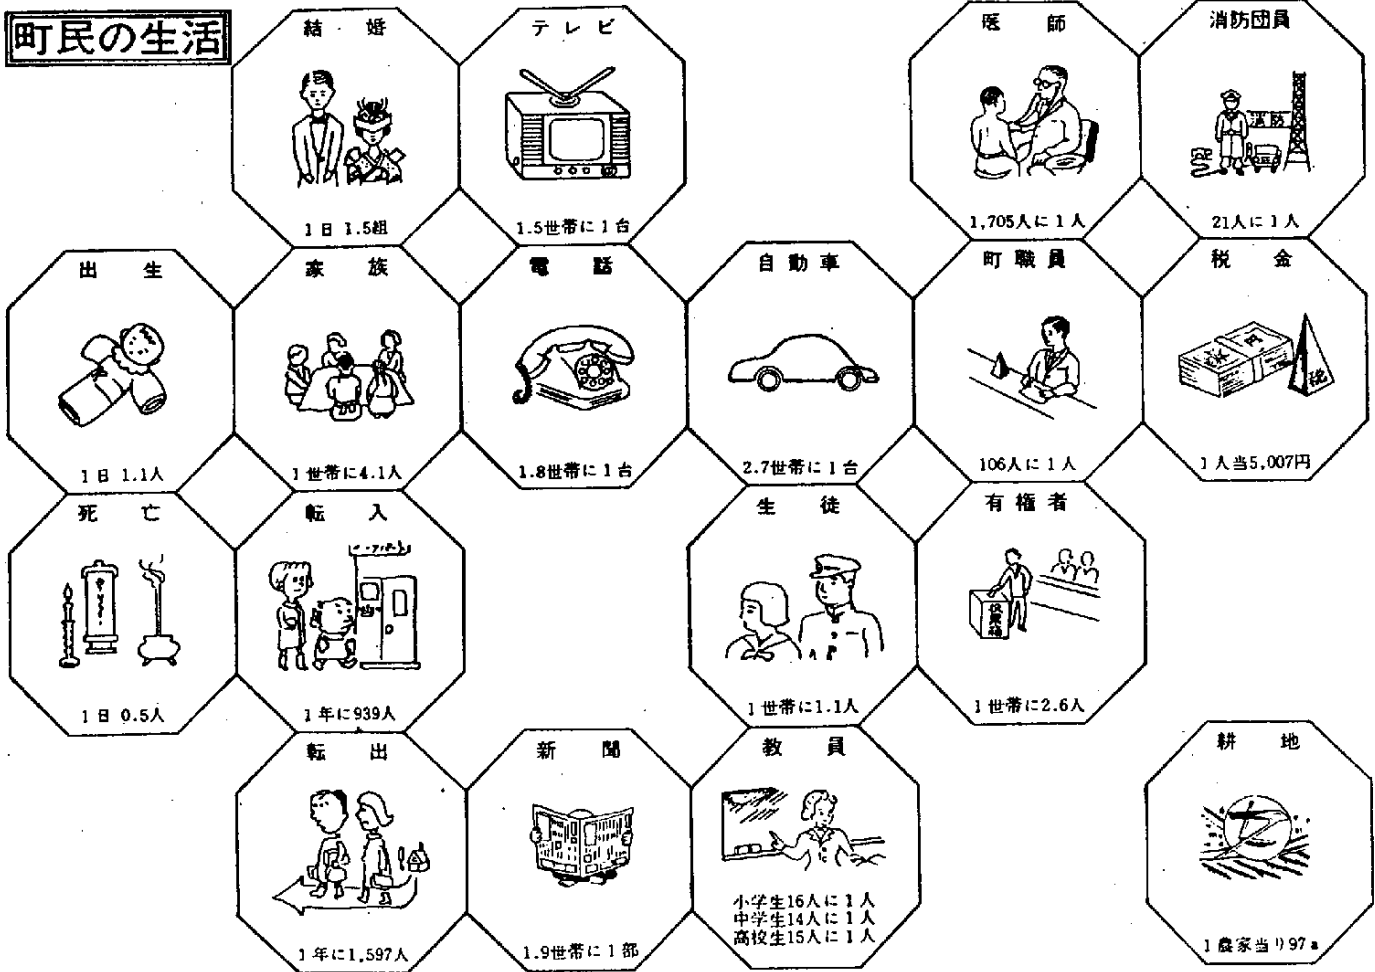 町民の生活
結婚
1日 1.5組
テレビ
1.5世帯に1台
医師
1,705人に1人
消防団員
消防
21人に1人
出生
1日 1.1人
家族
1世帯に4.1人
電話
1.8世帯に1台
自動車
2.7世帯に1台
町職員
106人に1人
税金
税
1人当5,007円
死亡
1日 0.5人
転入
1年に939人
生徒
1世帯に1.1人
有権者
投票箱
1世帯に2.6人
転出
1年に1,597人
新聞
1.9世帯に1部
教員
小学生16人に1人
中学生14人に1人
高校生15人に1人
耕地
1農家当り97a